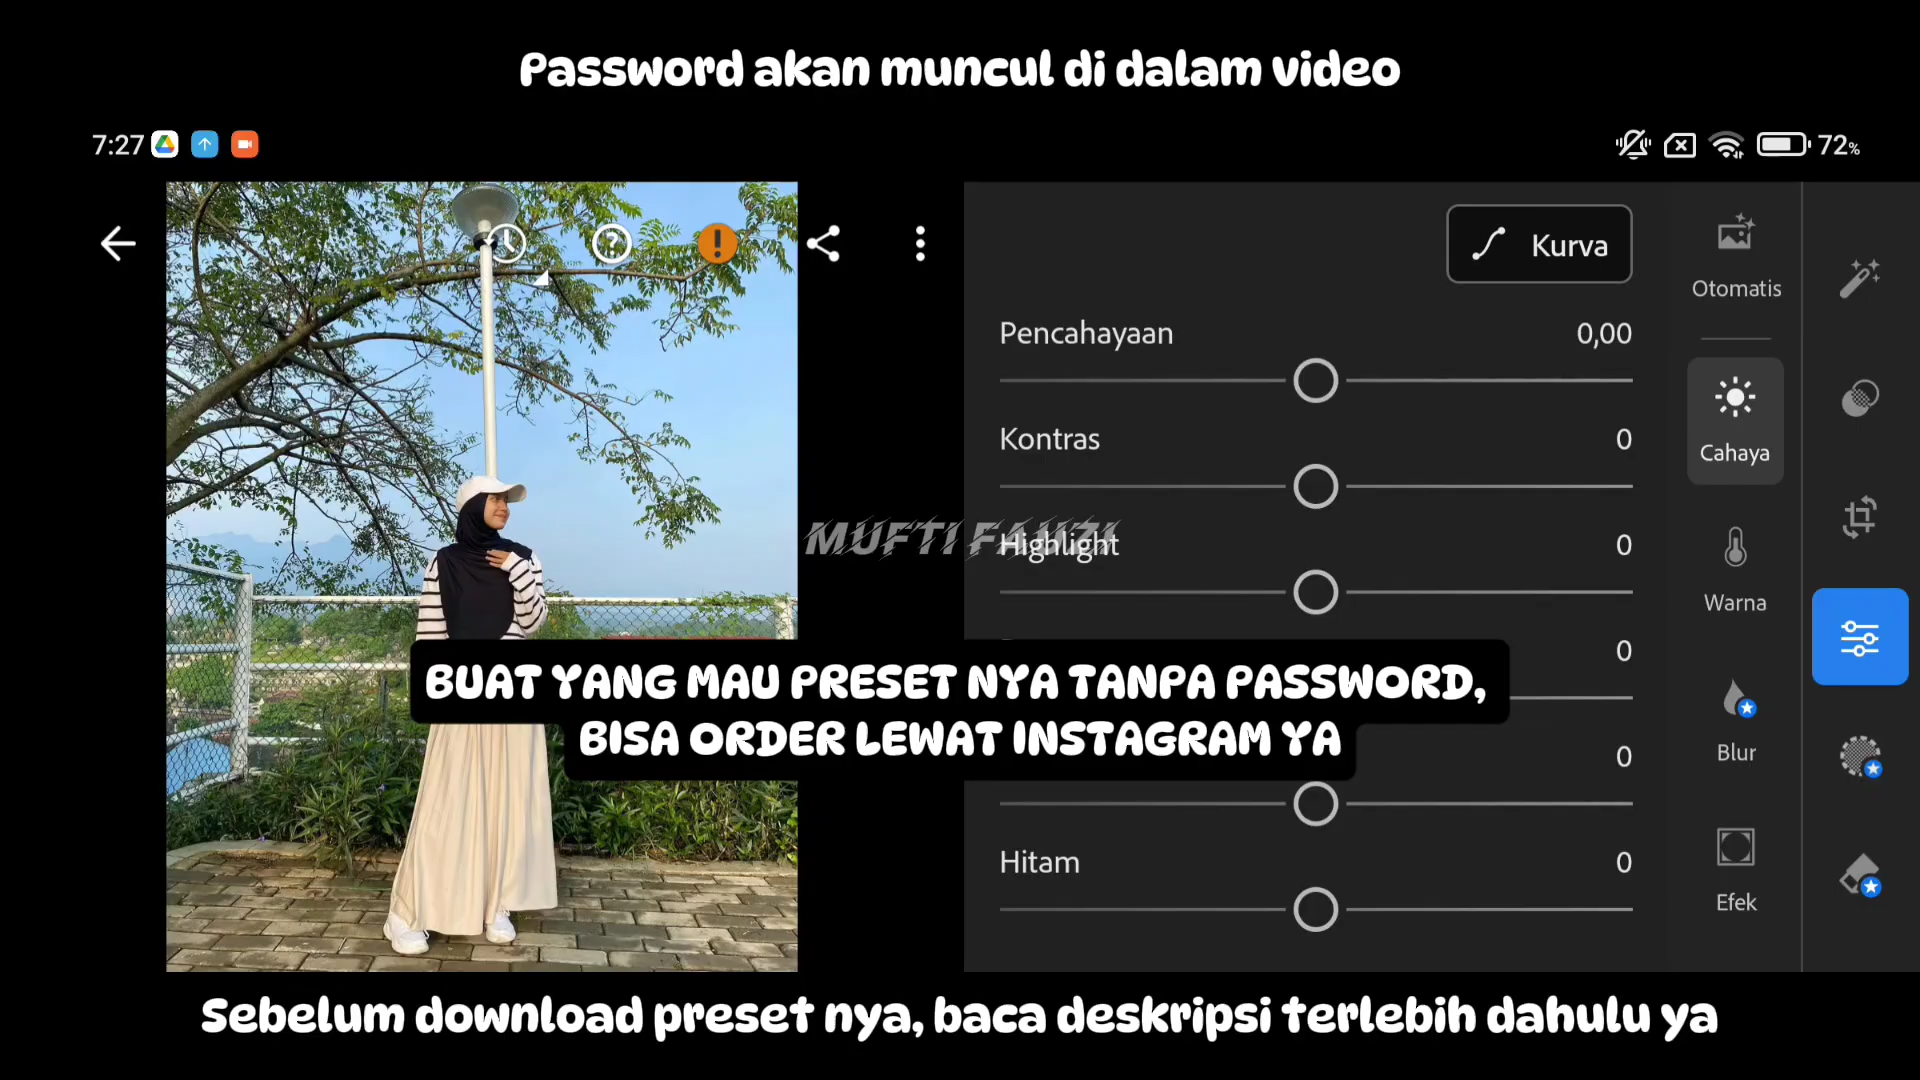 Password akan muncul di dalam video
7:27
72%
Kurva
Otomatis
Pencahayaan 0,00
Kontras 0
Cahaya
MUFTI FAUZI
Highlight 0
Warna
0
BUAT YANG MAU PRESET NYA TANPA PASSWORD,
BISA ORDER LEWAT INSTAGRAM YA
0
Blur
Hitam 0
Efek
Sebelum download preset nya, baca deskripsi terlebih dahulu ya